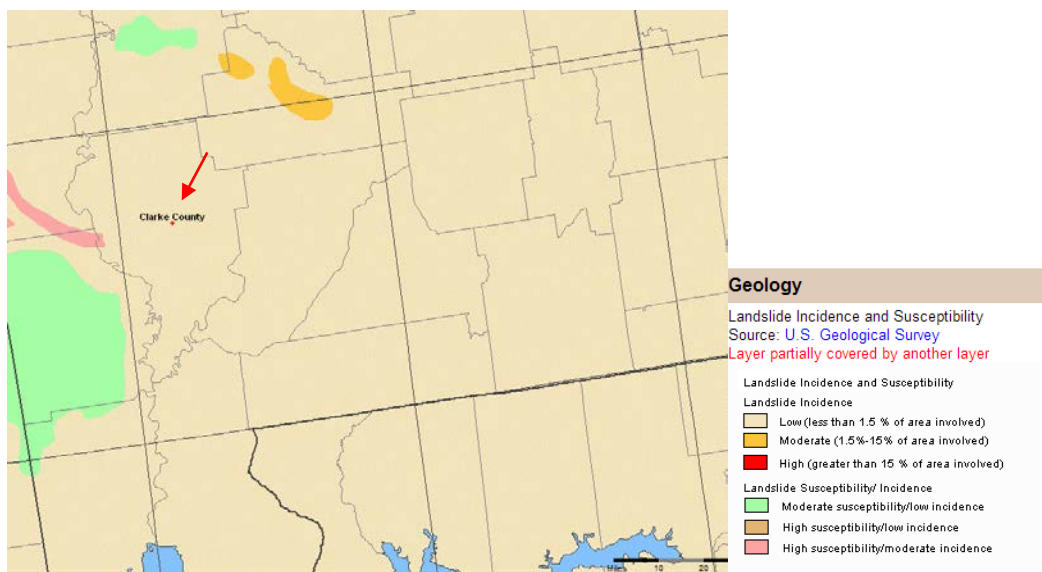 Clarke County
Miles 10 20
Geology
Landslide Incidence and Susceptibility
Source: U.S. Geological Survey
Layer partially covered by another layer
Landslide Incidence and Susceptibility
Landslide Incidence
Low (less than 1.5 % of area involved)
Moderate (1.5%-15% of area involved)
High (greater than 15 % of area involved)
Landslide Susceptibility/ Incidence
Moderate susceptibility/low incidence
High susceptibility/low incidence
High susceptibility/moderate incidence